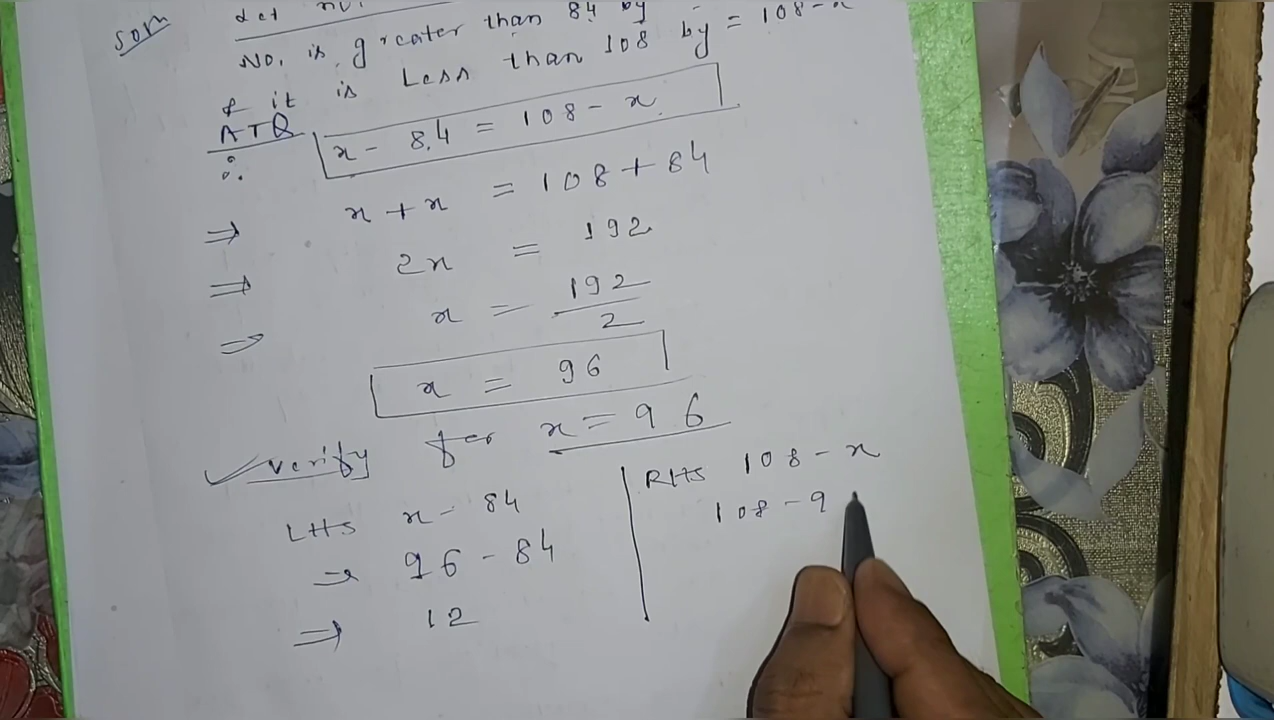 Som
No. is greater than 84 by
& it is Less than 108 by = 108 - x
ATQ
∴ x - 84 = 108 - x
⇒ x + x = 108 + 84
⇒ 2x = 192
⇒ x = 192/2
x = 96
✓ verify for x = 96
LHS x - 84
⇒ 96 - 84
⇒ 12
RHS 108 - x
108 - 9